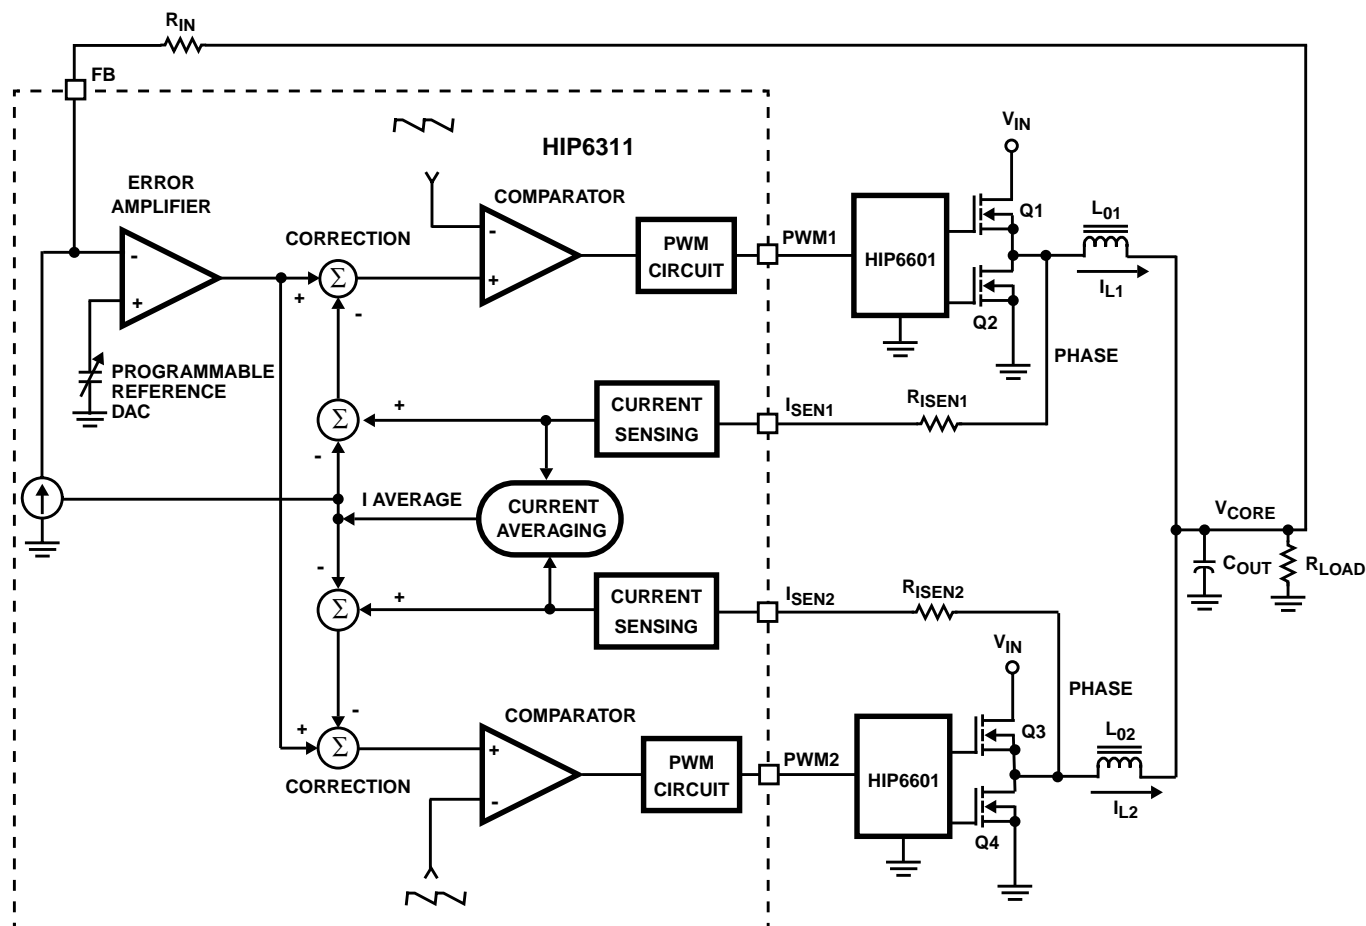 RIN
FB
HIP6311
VIN
ERROR
AMPLIFIER
COMPARATOR
CORRECTION
-
+
PWM
CIRCUIT
PWM1
HIP6601
Q1
Q2
L01
IL1
-
+
Σ
+
-
PHASE
PROGRAMMABLE
REFERENCE
DAC
Σ
+
-
CURRENT
SENSING
ISEN1
RISEN1
I AVERAGE
CURRENT
AVERAGING
VCORE
COUT
RLOAD
-
Σ
+
CURRENT
SENSING
ISEN2
RISEN2
VIN
PHASE
-
+
Σ
CORRECTION
COMPARATOR
+
-
PWM
CIRCUIT
PWM2
HIP6601
Q3
Q4
L02
IL2